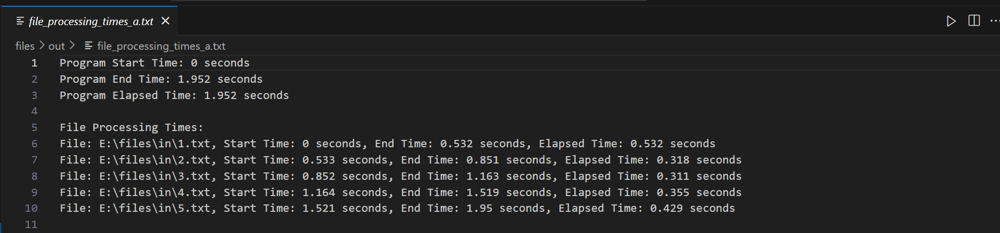 file_processing_times_a.txt
files > out > file_processing_times_a.txt
1 Program Start Time: 0 seconds
2 Program End Time: 1.952 seconds
3 Program Elapsed Time: 1.952 seconds
4
5 File Processing Times:
6 File: E:\files\in\1.txt, Start Time: 0 seconds, End Time: 0.532 seconds, Elapsed Time: 0.532 seconds
7 File: E:\files\in\2.txt, Start Time: 0.533 seconds, End Time: 0.851 seconds, Elapsed Time: 0.318 seconds
8 File: E:\files\in\3.txt, Start Time: 0.852 seconds, End Time: 1.163 seconds, Elapsed Time: 0.311 seconds
9 File: E:\files\in\4.txt, Start Time: 1.164 seconds, End Time: 1.519 seconds, Elapsed Time: 0.355 seconds
10 File: E:\files\in\5.txt, Start Time: 1.521 seconds, End Time: 1.95 seconds, Elapsed Time: 0.429 seconds
11